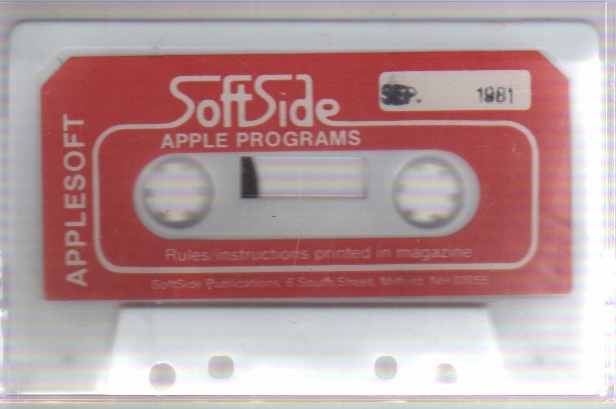 SoftSide
SEP. 1981
APPLE PROGRAMS
APPLESOFT
Rules/instructions printed in magazine
SoftSide Publications, 6 South Street, Milford, NH 03055